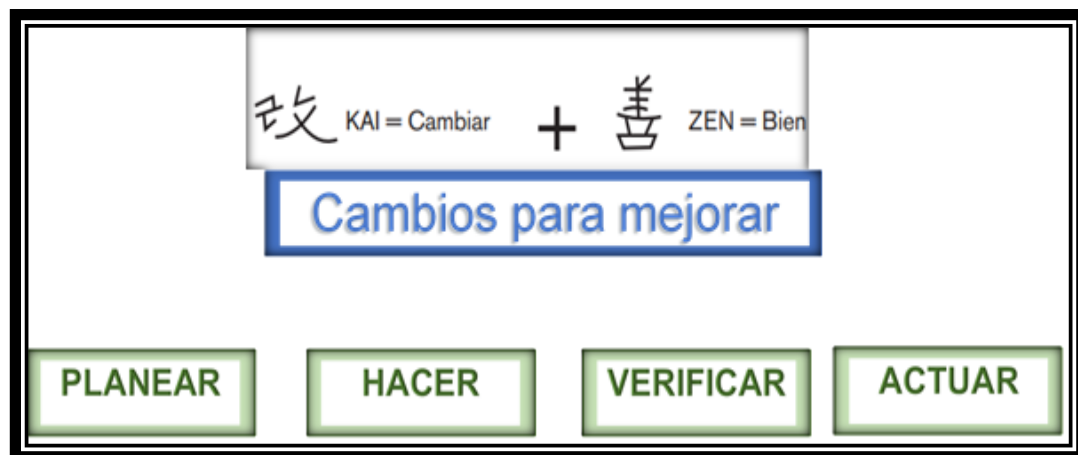 改 KAI = Cambiar + 善 ZEN = Bien
Cambios para mejorar
PLANEAR HACER VERIFICAR ACTUAR